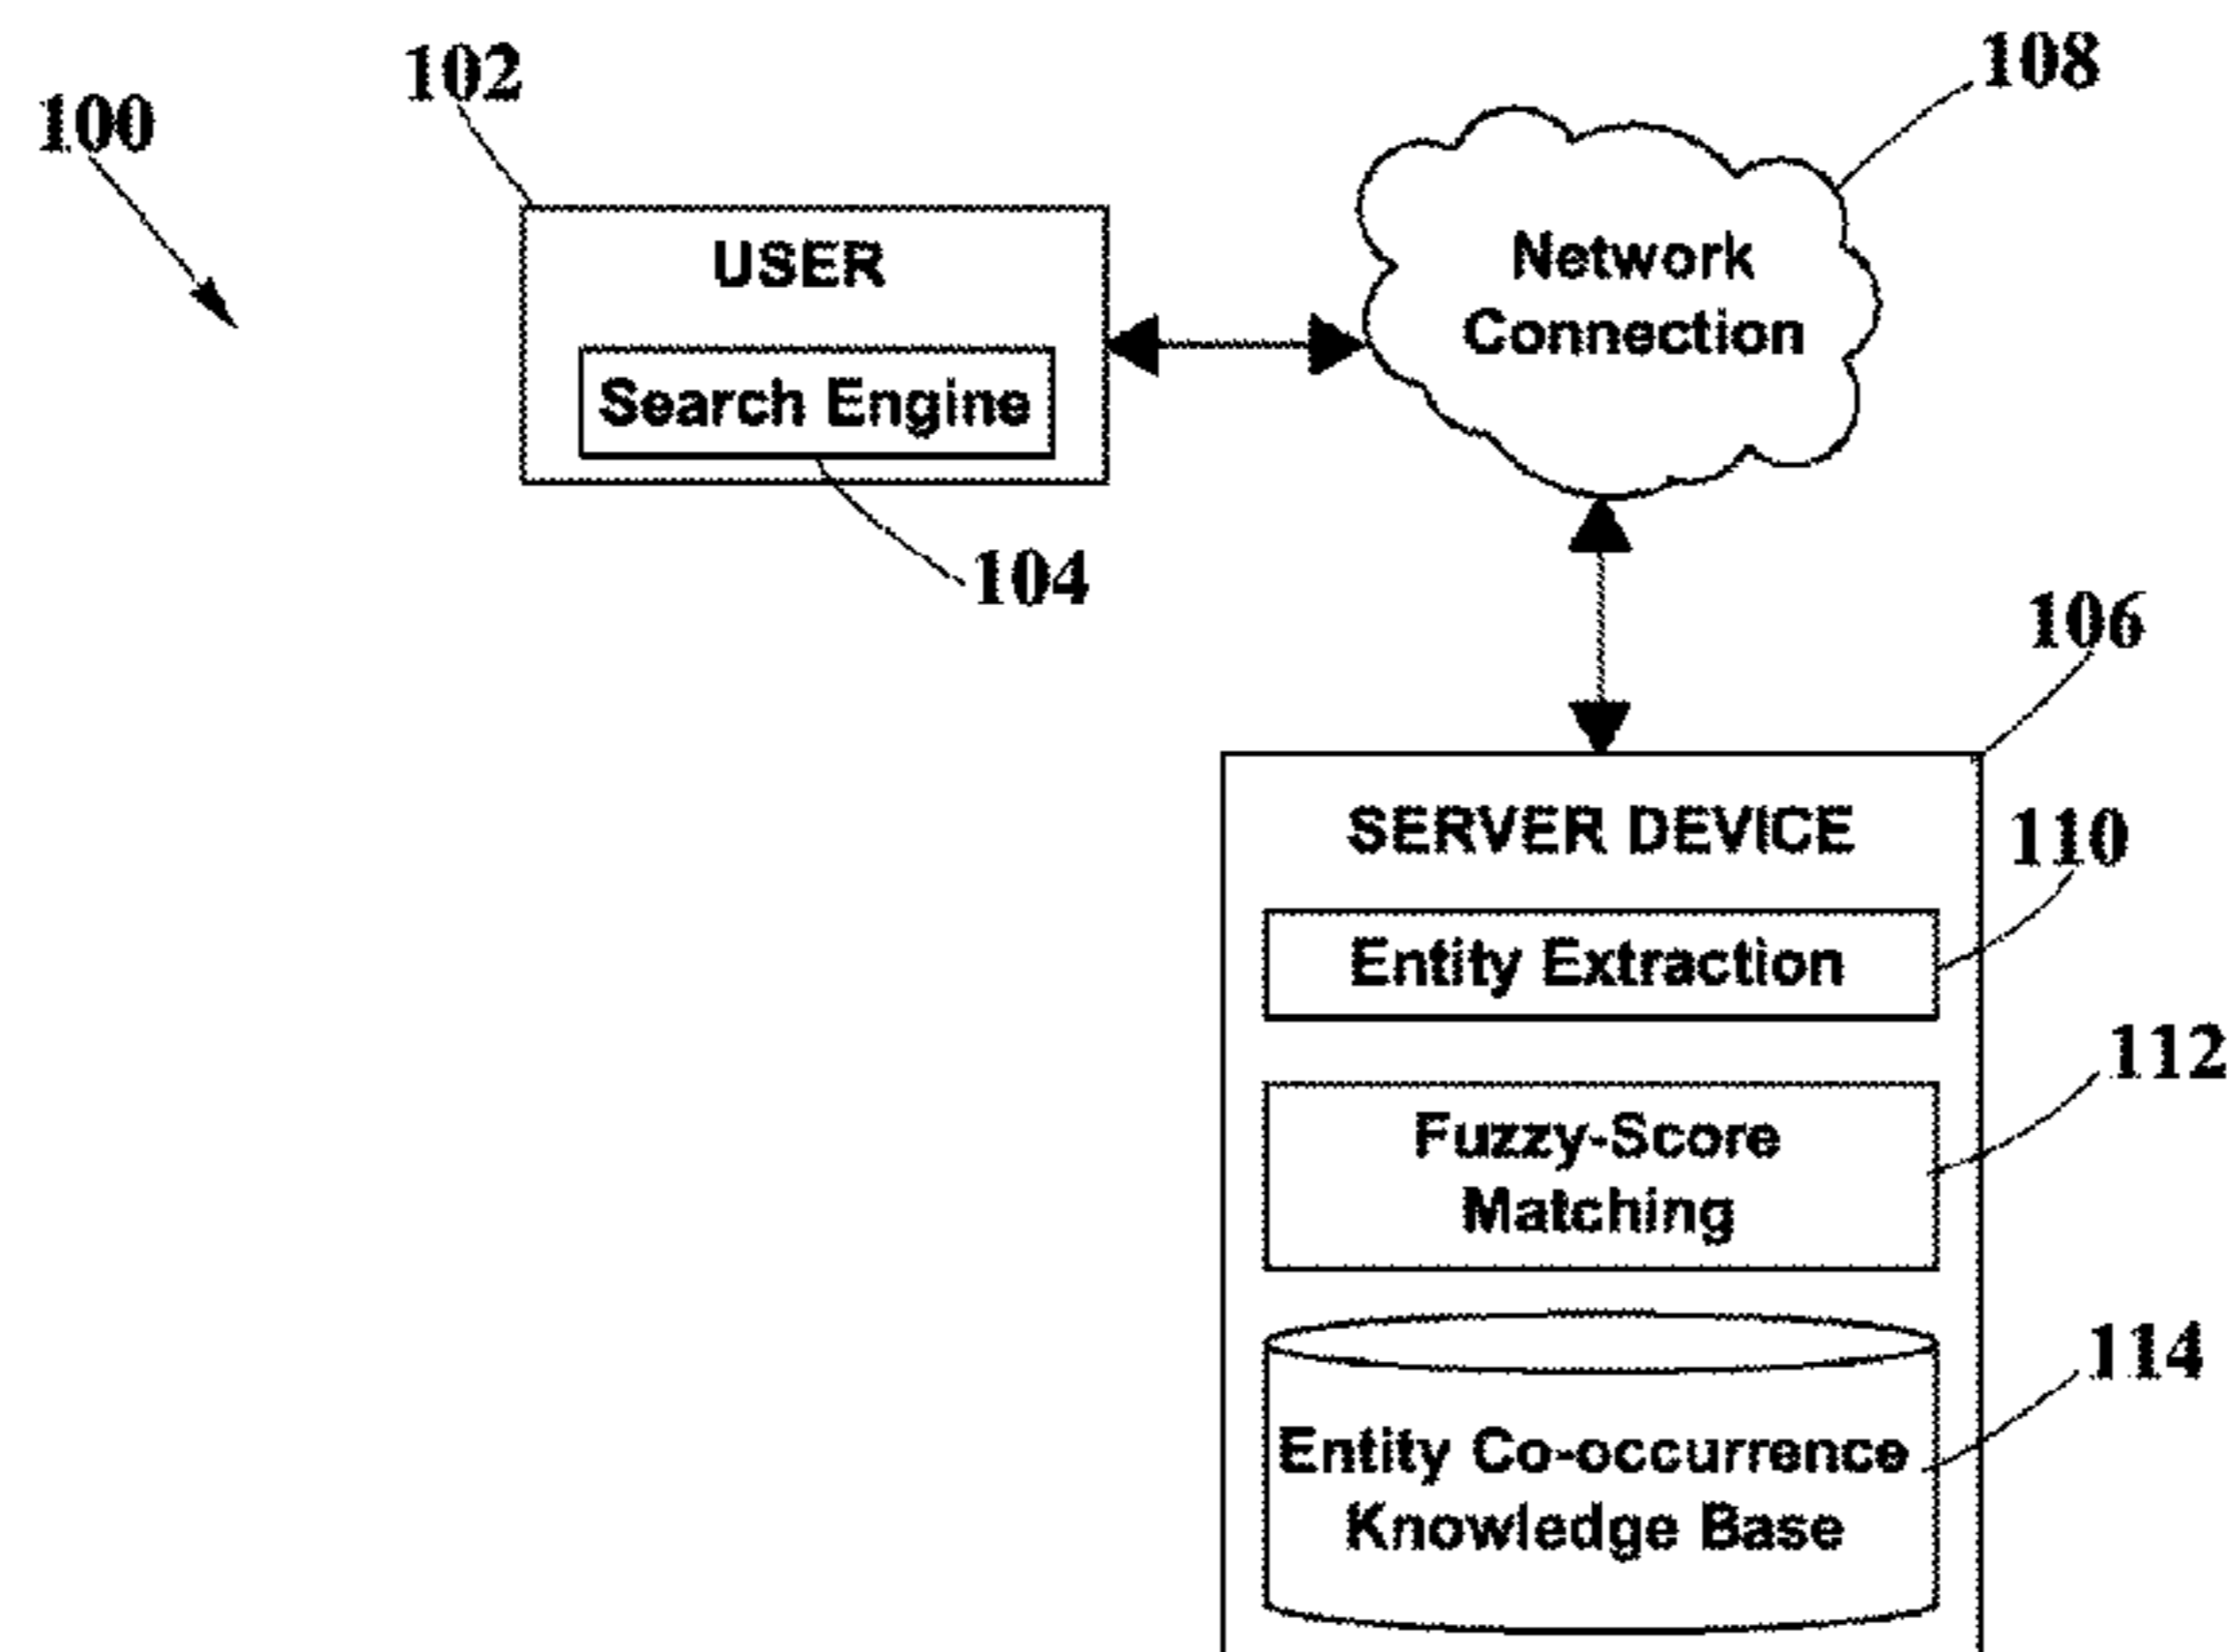 100
102
108
USER
Search Engine
Network
Connection
104
106
SERVER DEVICE
110
Entity Extraction
112
Fuzzy-Score
Matching
114
Entity Co-occurrence
Knowledge Base